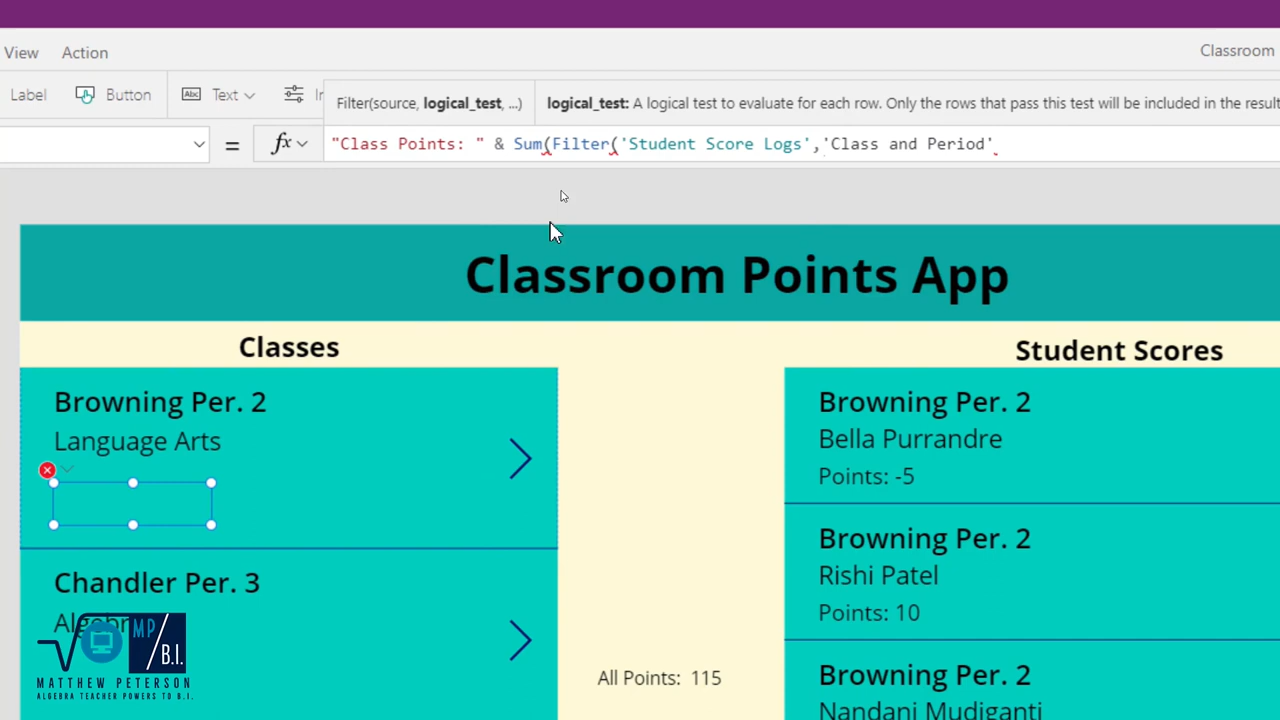 View Action Classroom
Label Button Text
Filter(source, logical_test, ...) logical_test: A logical test to evaluate for each row. Only the rows that pass this test will be included in the result
= fx "Class Points: " & Sum(Filter('Student Score Logs','Class and Period'
Classroom Points App
Classes
Student Scores
Browning Per. 2
Language Arts
Chandler Per. 3
All Points: 115
Browning Per. 2
Bella Purrandre
Points: -5
Browning Per. 2
Rishi Patel
Points: 10
Browning Per. 2
Nandani Mudiganti
MP/B.I.
MATTHEW PETERSON
ALGEBRA TEACHER POWERS TO B.I.